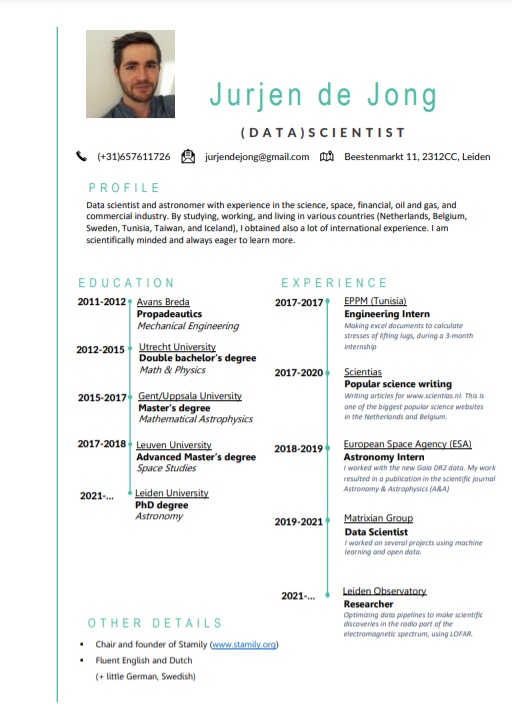 Jurjen de Jong
(DATA)SCIENTIST
(+31)657611726 jurjendejong@gmail.com Beestenmarkt 11, 2312CC, Leiden
PROFILE
Data scientist and astronomer with experience in the science, space, financial, oil and gas, and
commercial industry. By studying, working, and living in various countries (Netherlands, Belgium,
Sweden, Tunisia, Taiwan, and Iceland), I obtained also a lot of international experience. I am
scientifically minded and always eager to learn more.
EDUCATION
2011-2012 Avans Breda
Propadeutics
Mechanical Engineering
2012-2015 Utrecht University
Double bachelor's degree
Math & Physics
2015-2017 Gent/Uppsala University
Master's degree
Mathematical Astrophysics
2017-2018 Leuven University
Advanced Master's degree
Space Studies
2021-... Leiden University
PhD degree
Astronomy
EXPERIENCE
2017-2017 EPPM (Tunisia)
Engineering Intern
Making excel documents to calculate
stresses of lifting lugs, during a 3-month
internship
2017-2020 Scientias
Popular science writing
Writing articles for www.scientias.nl. This is
one of the biggest popular science websites
in the Netherlands and Belgium.
2018-2019 European Space Agency (ESA)
Astronomy Intern
I worked with the new Gaia DR2 data. My work
resulted in a publication in the scientific journal
Astronomy & Astrophysics (A&A)
2019-2021 Matrixian Group
Data Scientist
I worked on several projects using machine
learning and open data.
2021-... Leiden Observatory
Researcher
Optimizing data pipelines to make scientific
discoveries in the radio part of the
electromagnetic spectrum, using LOFAR.
OTHER DETAILS
▪ Chair and founder of Stamily (www.stamily.org)
▪ Fluent English and Dutch
(+ little German, Swedish)